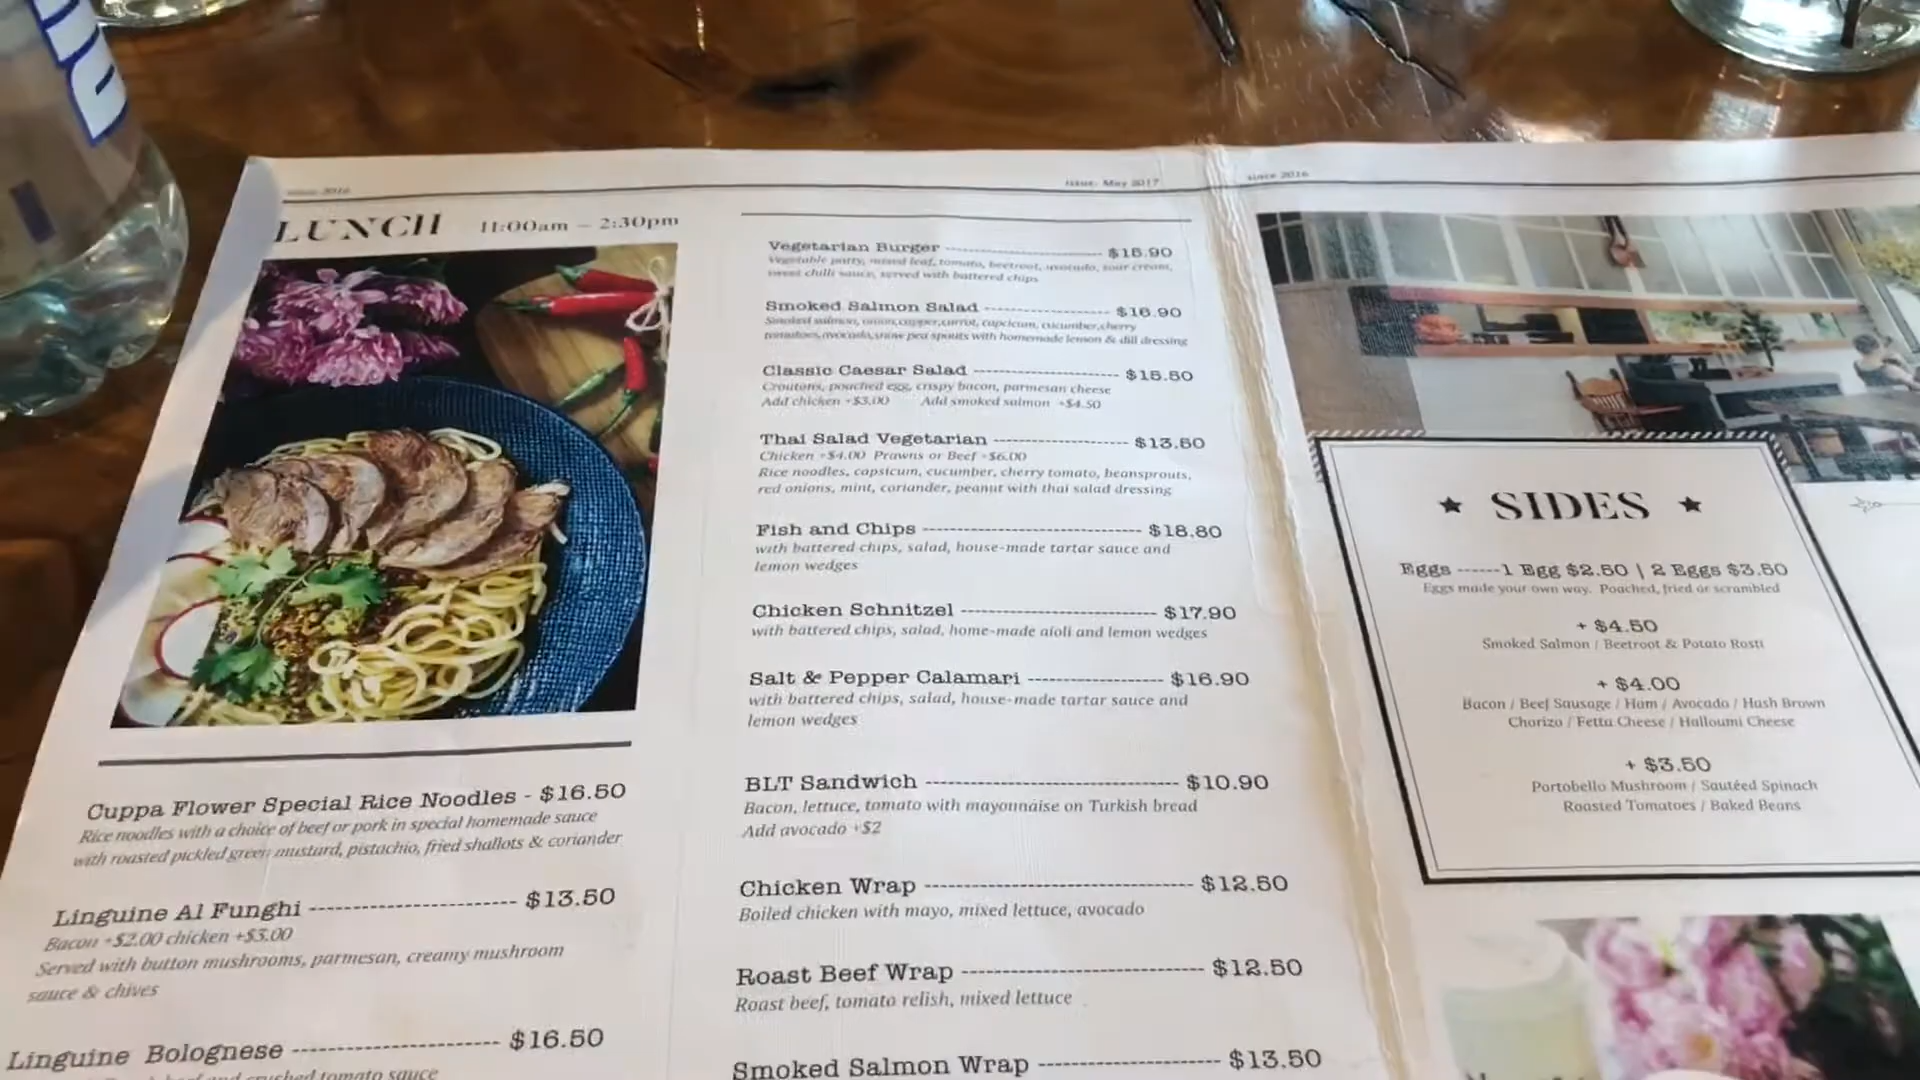 since 2016
issue: May 2017
LUNCH 11:00am – 2:30pm
Cuppa Flower Special Rice Noodles - $16.50
Rice noodles with a choice of beef or pork in special homemade sauce
with roasted pickled green mustard, pistachio, fried shallots & coriander
Linguine Al Funghi $13.50
Bacon +$2.00 chicken +$3.00
Served with button mushrooms, parmesan, creamy mushroom
sauce & chives
Linguine Bolognese $16.50
beef and crushed tomato sauce
Vegetarian Burger $15.90
Vegetable patty, mixed leaf, tomato, beetroot, avocado, sour cream,
sweet chilli sauce, served with battered chips
Smoked Salmon Salad $16.90
Smoked salmon, onion, capper, carrot, capcicum, cucumber, cherry
tomatoes, avocado, snow pea spouts with homemade lemon & dill dressing
Classic Caesar Salad $15.50
Croutons, poached egg, crispy bacon, parmesan cheese
Add chicken +$3.00 Add smoked salmon +$4.50
Thai Salad Vegetarian $13.50
Chicken +$4.00 Prawns or Beef +$6.00
Rice noodles, capsicum, cucumber, cherry tomato, beansprouts,
red onions, mint, coriander, peanut with thai salad dressing
Fish and Chips $18.80
with battered chips, salad, house-made tartar sauce and
lemon wedges
Chicken Schnitzel $17.90
with battered chips, salad, home-made aioli and lemon wedges
Salt & Pepper Calamari $16.90
with battered chips, salad, house-made tartar sauce and
lemon wedges
BLT Sandwich $10.90
Bacon, lettuce, tomato with mayonnaise on Turkish bread
Add avocado +$2
Chicken Wrap $12.50
Boiled chicken with mayo, mixed lettuce, avocado
Roast Beef Wrap $12.50
Roast beef, tomato relish, mixed lettuce
Smoked Salmon Wrap $13.50
since 2016
★ SIDES ★
Eggs ------1 Egg $2.50 | 2 Eggs $3.50
Eggs made your own way. Poached, fried or scrambled
+ $4.50
Smoked Salmon / Beetroot & Potato Rosti
+ $4.00
Bacon / Beef Sausage / Ham / Avocado / Hash Brown
Chorizo / Fetta Cheese / Halloumi Cheese
+ $3.50
Portobello Mushroom / Sautéed Spinach
Roasted Tomatoes / Baked Beans